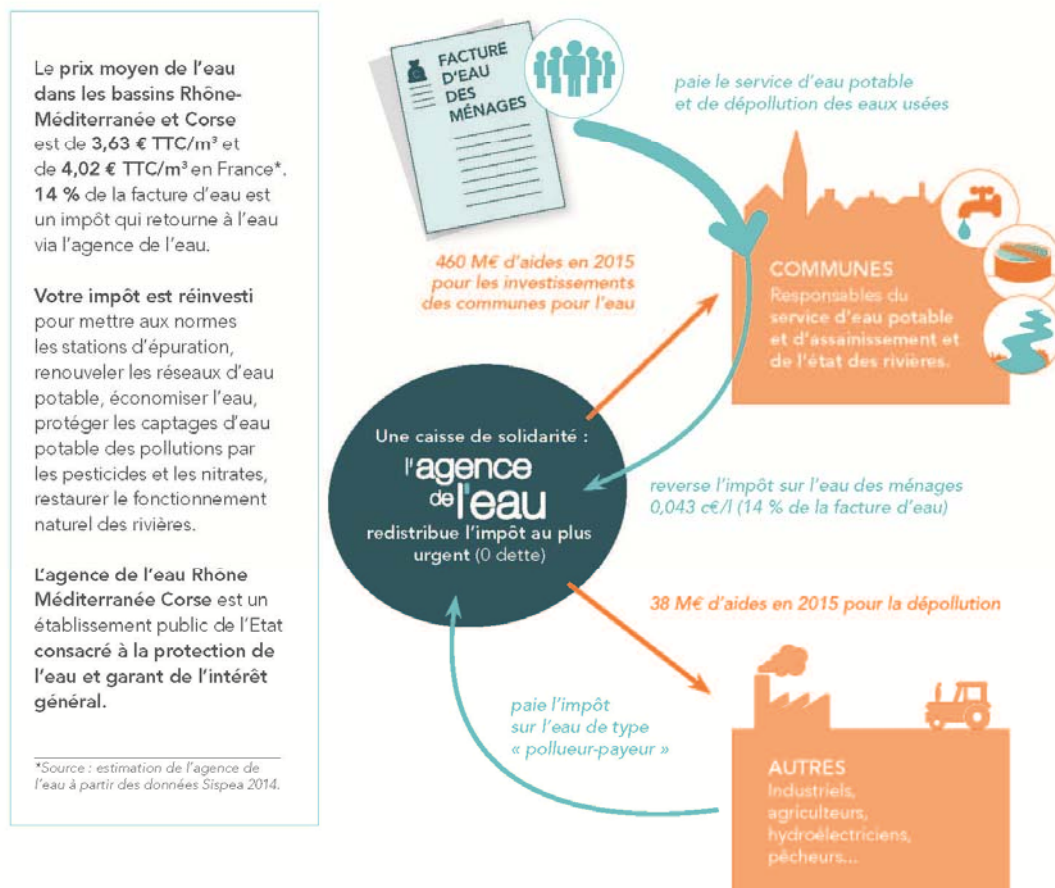 Le prix moyen de l'eau
dans les bassins Rhône-
Méditerranée et Corse
est de 3,63 € TTC/m³ et
de 4,02 € TTC/m³ en France*.
14 % de la facture d'eau est
un impôt qui retourne à l'eau
via l'agence de l'eau.
Votre impôt est réinvesti
pour mettre aux normes
les stations d'épuration,
renouveler les réseaux d'eau
potable, économiser l'eau,
protéger les captages d'eau
potable des pollutions par
les pesticides et les nitrates,
restaurer le fonctionnement
naturel des rivières.
L'agence de l'eau Rhône
Méditerranée Corse est un
établissement public de l'Etat
consacré à la protection de
l'eau et garant de l'intérêt
général.
*Source : estimation de l'agence de
l'eau à partir des données Sispea 2014.
FACTURE
D'EAU
DES
MÉNAGES
paie le service d'eau potable
et de dépollution des eaux usées
460 M€ d'aides en 2015
pour les investissements
des communes pour l'eau
COMMUNES
Responsables du
service d'eau potable
et d'assainissement et
de l'état des rivières.
Une caisse de solidarité :
l'agence
de l'eau
redistribue l'impôt au plus
urgent (0 dette)
reverse l'impôt sur l'eau des ménages
0,043 c€/l (14 % de la facture d'eau)
38 M€ d'aides en 2015 pour la dépollution
paie l'impôt
sur l'eau de type
« pollueur-payeur »
AUTRES
Industriels,
agriculteurs,
hydroélectriciens,
pêcheurs...